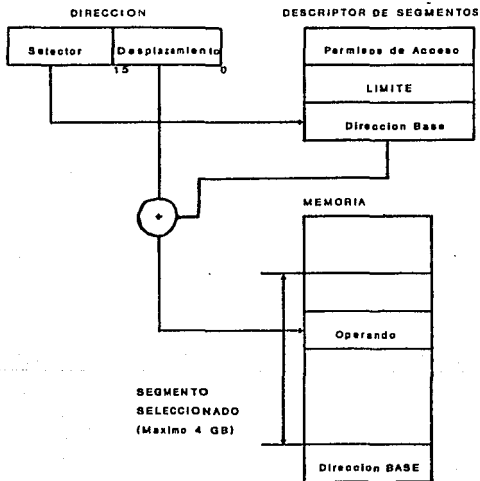 DIRECCION
DESCRIPTOR DE SEGMENTOS
Selector
Desplazamiento
15
0
Permisos de Acceso
LIMITE
Direccion Base
+
MEMORIA
Operando
SEGMENTO
SELECCIONADO
(Maximo 4 GB)
Direccion BASE